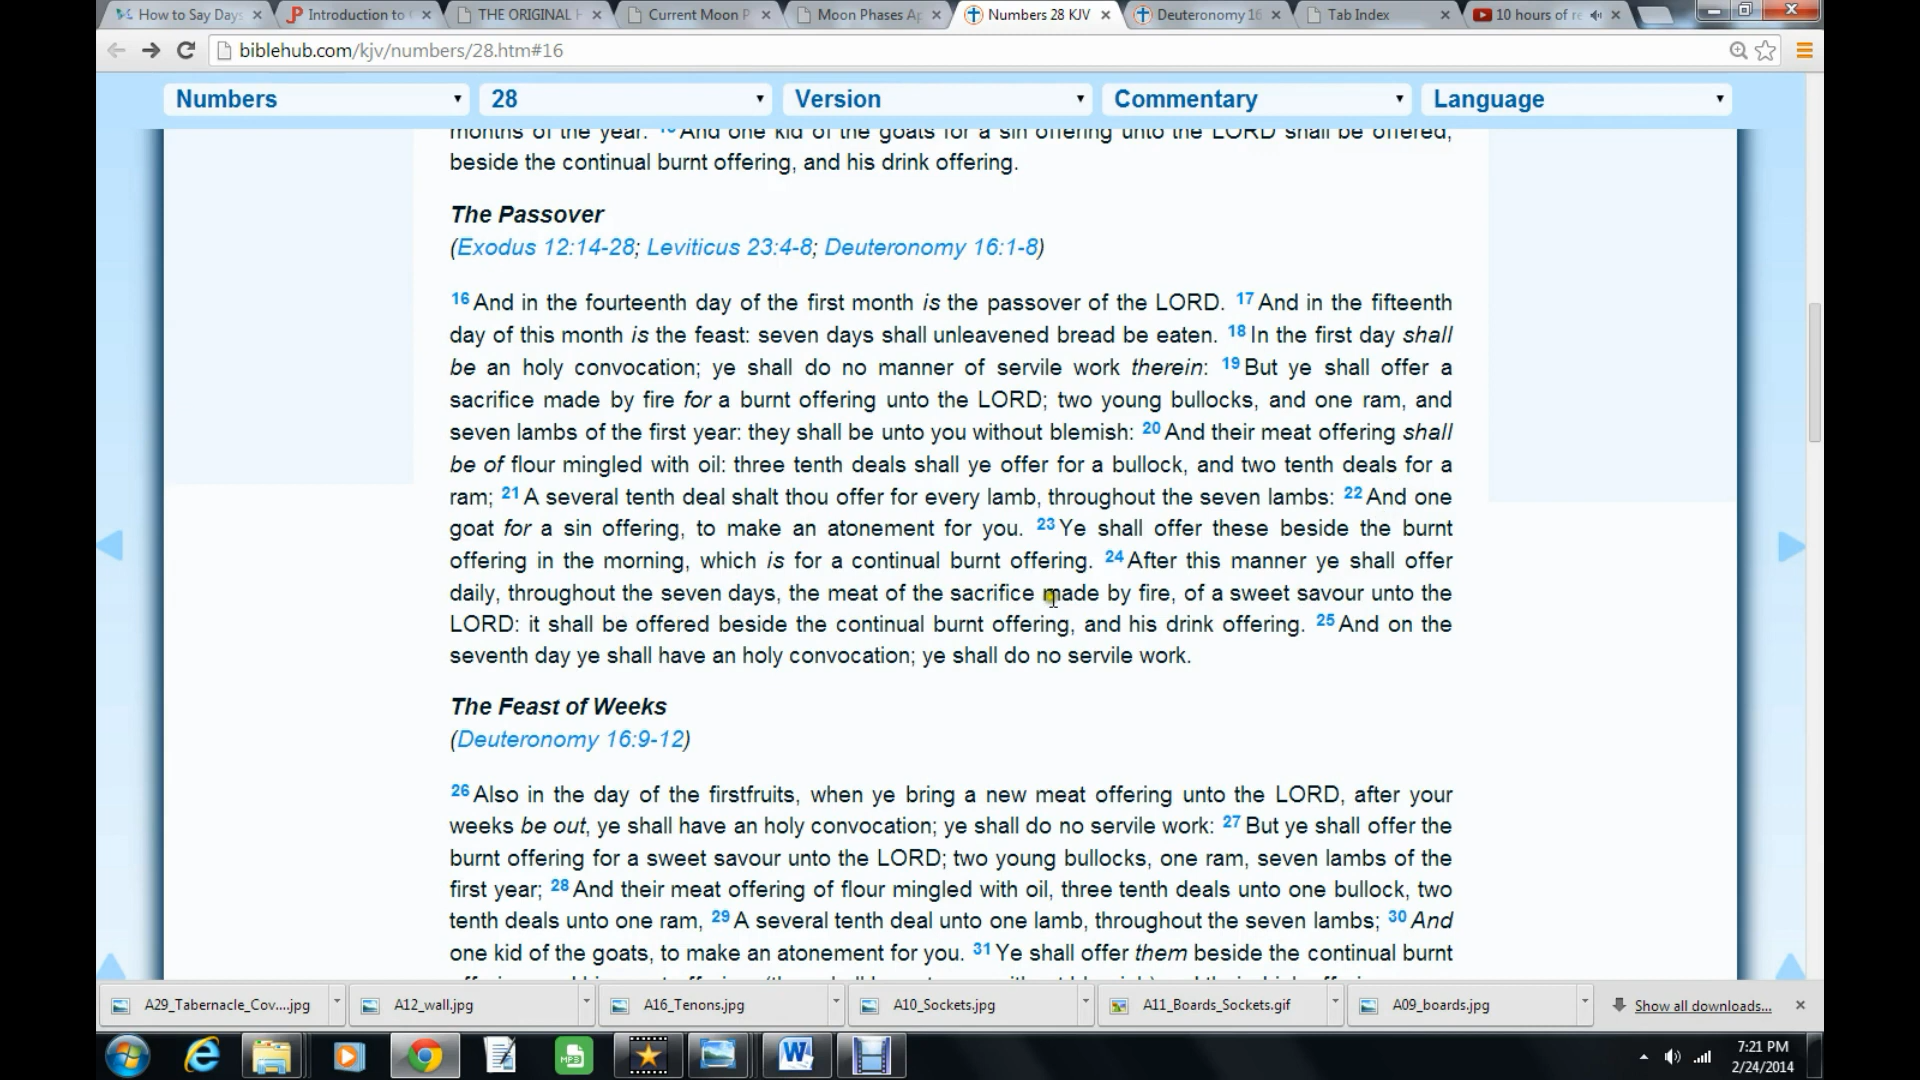 How to Say Days
Introduction to
THE ORIGINAL H
Current Moon P
Moon Phases Ap
Numbers 28 KJV
Deuteronomy 16
Tab Index
10 hours of re
biblehub.com/kjv/numbers/28.htm#16
Numbers
28
Version
Commentary
Language
months of the year. 15 And one kid of the goats for a sin offering unto the LORD shall be offered,
beside the continual burnt offering, and his drink offering.
The Passover
(Exodus 12:14-28; Leviticus 23:4-8; Deuteronomy 16:1-8)
16 And in the fourteenth day of the first month is the passover of the LORD. 17 And in the fifteenth
day of this month is the feast: seven days shall unleavened bread be eaten. 18 In the first day shall
be an holy convocation; ye shall do no manner of servile work therein: 19 But ye shall offer a
sacrifice made by fire for a burnt offering unto the LORD; two young bullocks, and one ram, and
seven lambs of the first year: they shall be unto you without blemish: 20 And their meat offering shall
be of flour mingled with oil: three tenth deals shall ye offer for a bullock, and two tenth deals for a
ram; 21 A several tenth deal shalt thou offer for every lamb, throughout the seven lambs: 22 And one
goat for a sin offering, to make an atonement for you. 23 Ye shall offer these beside the burnt
offering in the morning, which is for a continual burnt offering. 24 After this manner ye shall offer
daily, throughout the seven days, the meat of the sacrifice made by fire, of a sweet savour unto the
LORD: it shall be offered beside the continual burnt offering, and his drink offering. 25 And on the
seventh day ye shall have an holy convocation; ye shall do no servile work.
The Feast of Weeks
(Deuteronomy 16:9-12)
26 Also in the day of the firstfruits, when ye bring a new meat offering unto the LORD, after your
weeks be out, ye shall have an holy convocation; ye shall do no servile work: 27 But ye shall offer the
burnt offering for a sweet savour unto the LORD; two young bullocks, one ram, seven lambs of the
first year; 28 And their meat offering of flour mingled with oil, three tenth deals unto one bullock, two
tenth deals unto one ram, 29 A several tenth deal unto one lamb, throughout the seven lambs; 30 And
one kid of the goats, to make an atonement for you. 31 Ye shall offer them beside the continual burnt
A29_Tabernacle_Cov....jpg
A12_wall.jpg
A16_Tenons.jpg
A10_Sockets.jpg
A11_Boards_Sockets.gif
A09_boards.jpg
Show all downloads...
MP3
7:21 PM
2/24/2014